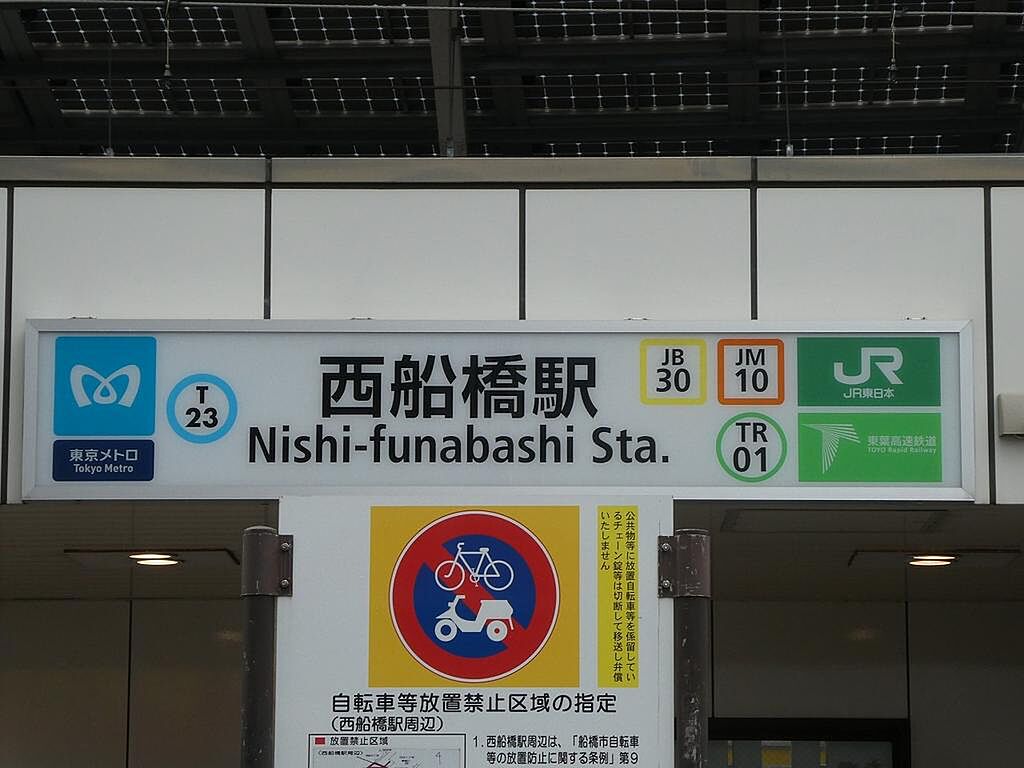 東京メトロ
Tokyo Metro
T
23
西船橋駅
Nishi-funabashi Sta.
JB
30
JM
10
TR
01
JR
JR東日本
東葉高速鉄道
TOYO Rapid Railway
公共物等に放置自転車等を係留してい
るチェーン錠等は切断して移送し弁償
いたしません
自転車等放置禁止区域の指定
(西船橋駅周辺)
放置禁止区域
(西船橋駅周辺)
1. 西船橋駅周辺は、「船橋市自転車
等の放置防止に関する条例」第9